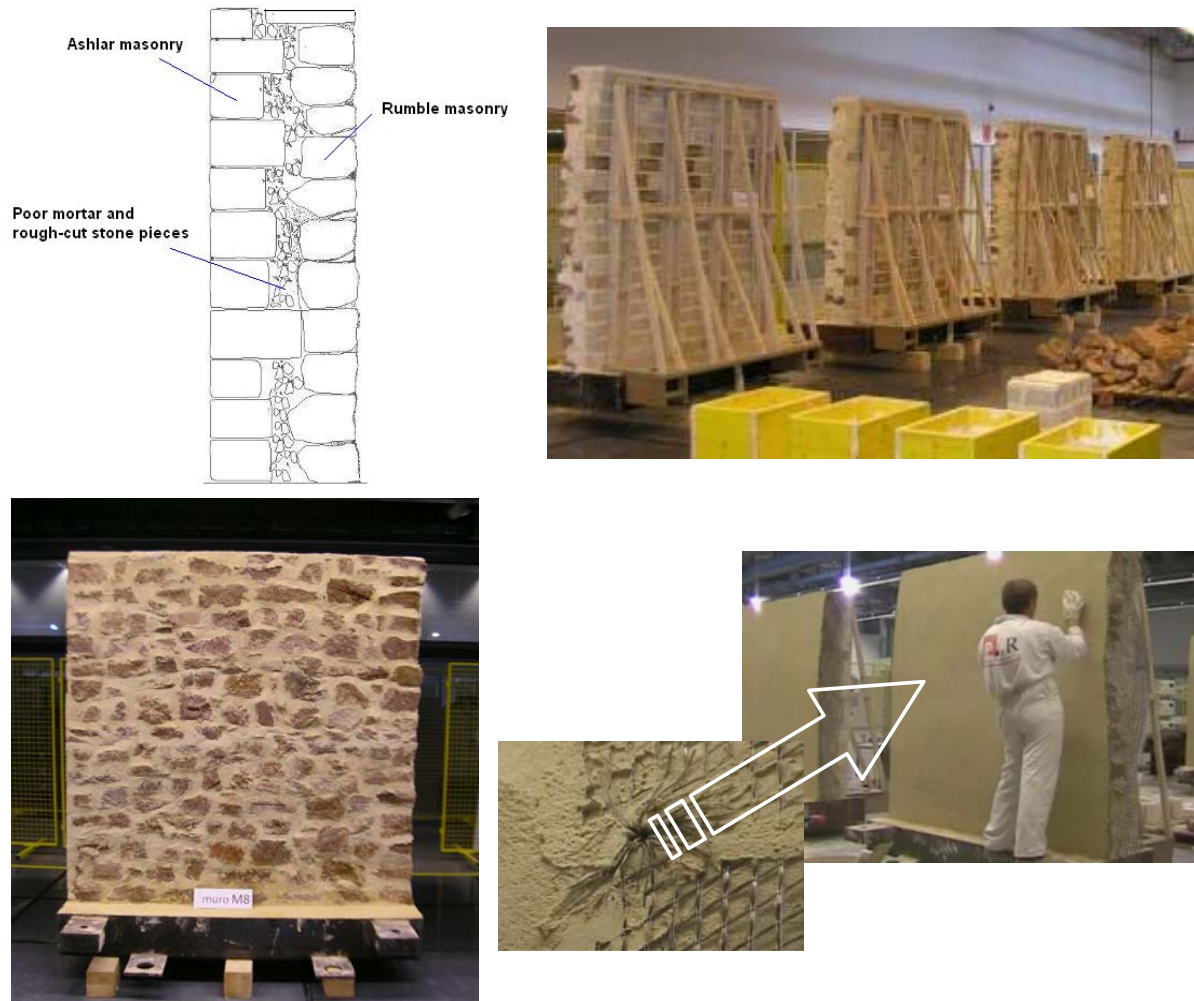 Ashlar masonry
Rumble masonry
Poor mortar and
rough-cut stone pieces
muro M8
R